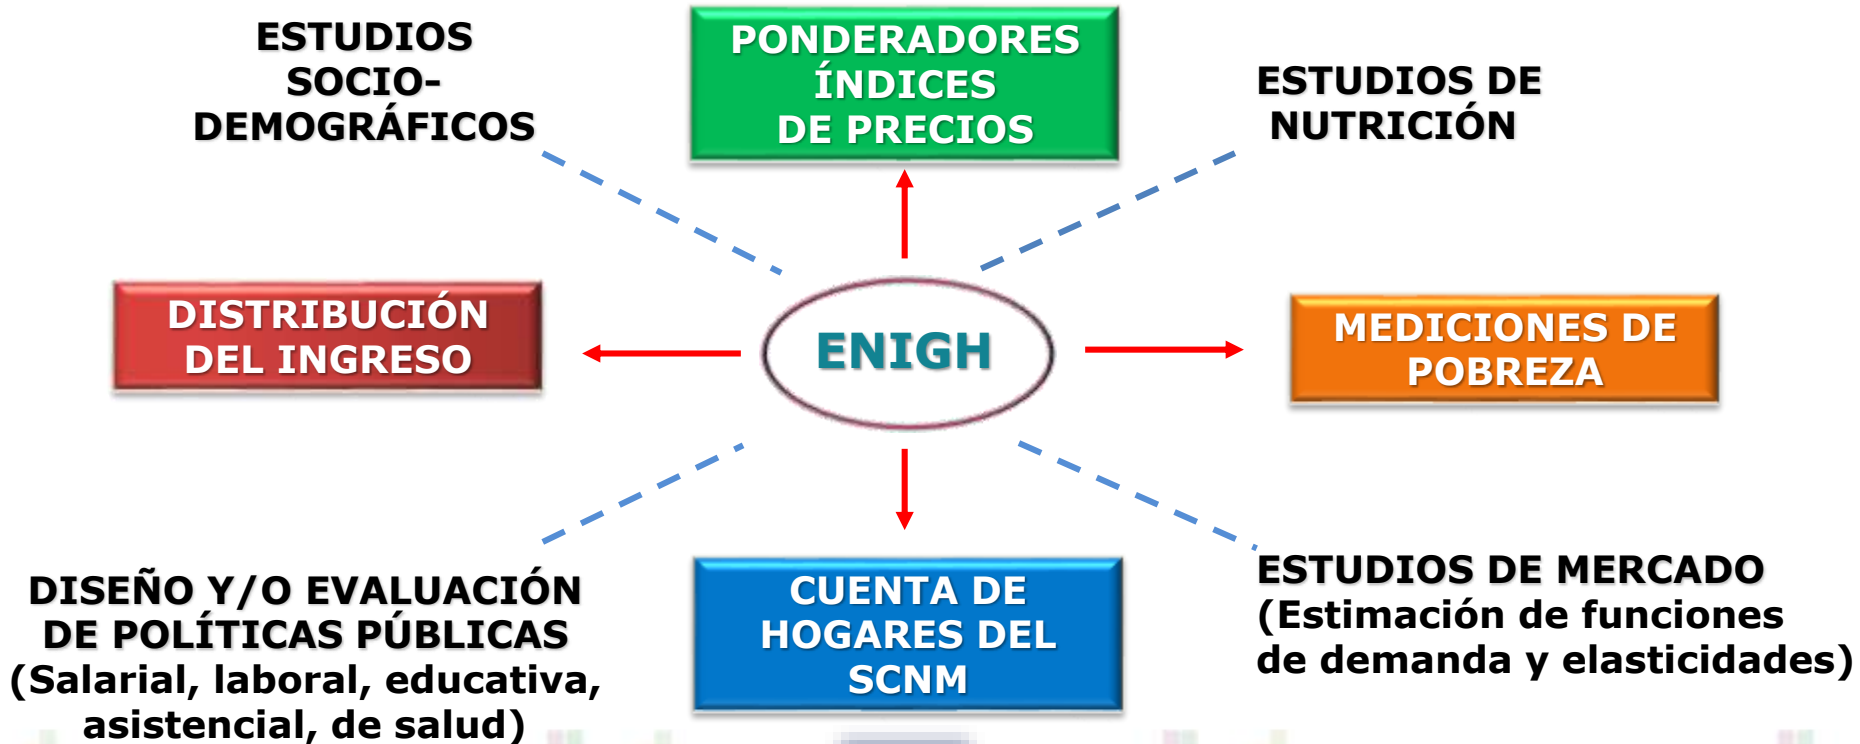 ESTUDIOS
SOCIO-
DEMOGRÁFICOS
PONDERADORES
ÍNDICES
DE PRECIOS
ESTUDIOS DE
NUTRICIÓN
DISTRIBUCIÓN
DEL INGRESO
ENIGH
MEDICIONES DE
POBREZA
DISEÑO Y/O EVALUACIÓN
DE POLÍTICAS PÚBLICAS
(Salarial, laboral, educativa,
asistencial, de salud)
CUENTA DE
HOGARES DEL
SCNM
ESTUDIOS DE MERCADO
(Estimación de funciones
de demanda y elasticidades)